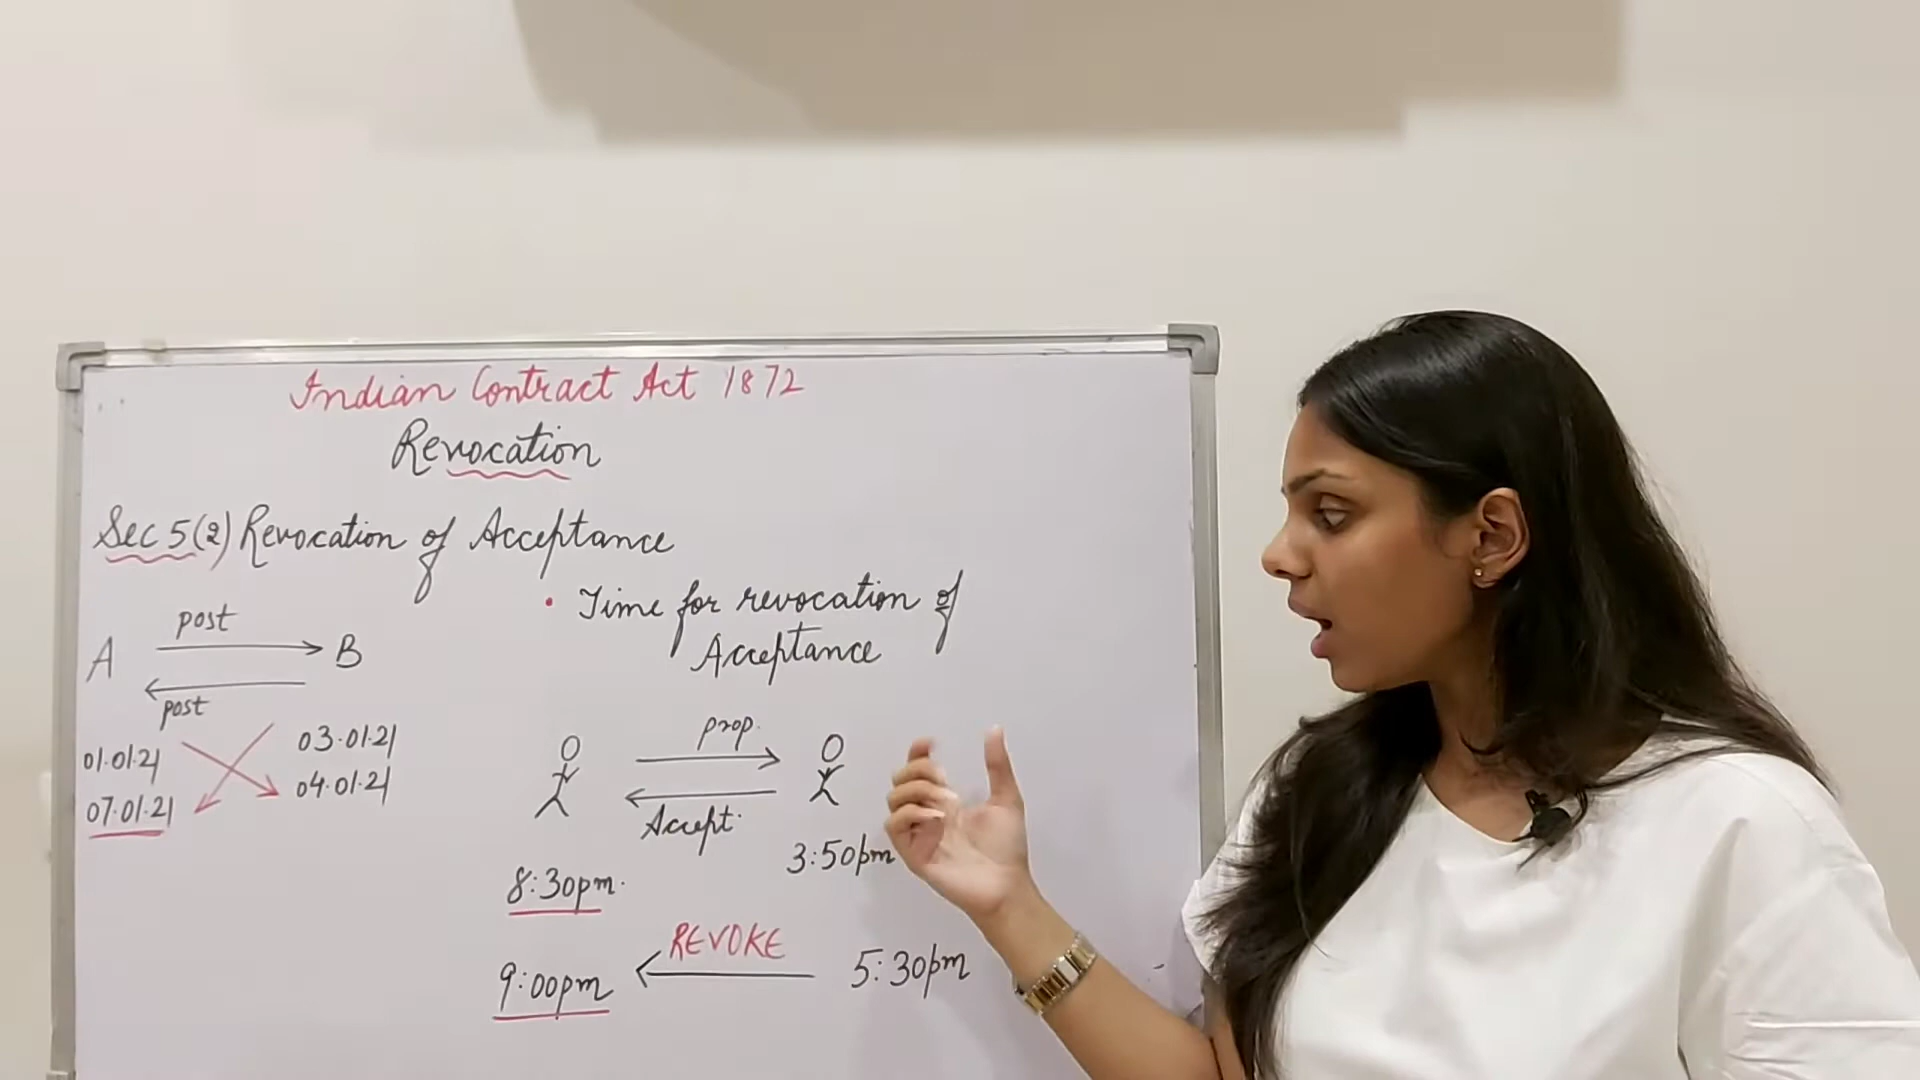 Indian Contract Act 1872
Revocation
Sec 5(2) Revocation of Acceptance
post
A B
post
01.01.21 03.01.21
07.01.21 04.01.21
• Time for revocation of
Acceptance
prop.
Accept.
3:50pm
8:30pm.
REVOKE
9:00pm 5:30pm